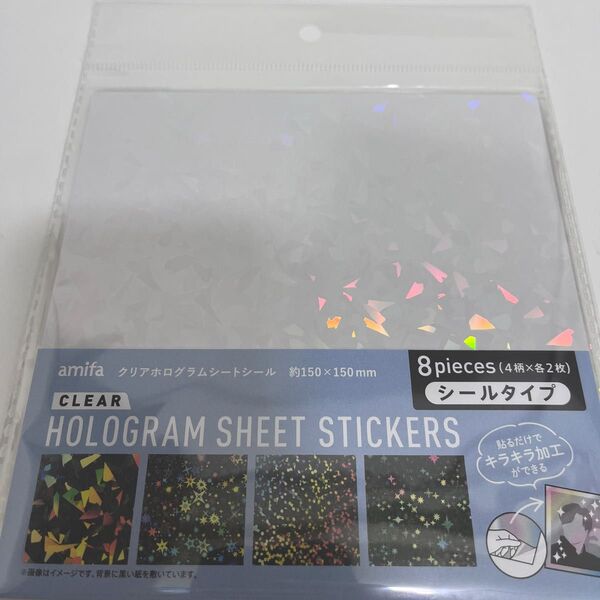 amifa クリアホログラムシートシール 約150×150mm
8pieces(4柄×各2枚)
シールタイプ
CLEAR
HOLOGRAM SHEET STICKERS
貼るだけで
キラキラ加工
ができる
※画像はイメージです。背景に黒い紙を敷いています。